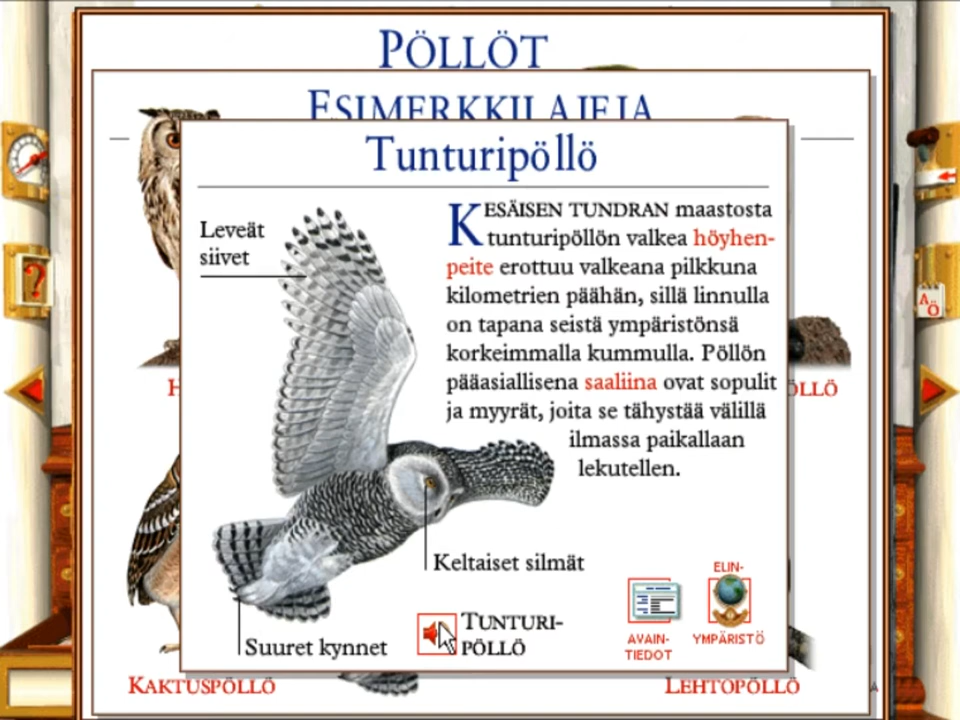 PÖLLÖT
ESIMERKKILAJEJA
Tunturipöllö
Leveät
siivet
KESÄISEN TUNDRAN maastosta
tunturipöllön valkea höyhen-
peite erottuu valkeana pilkkuna
kilometrien päähän, sillä linnulla
on tapana seistä ympäristönsä
korkeimmalla kummulla. Pöllön
pääasiallisena saaliina ovat sopulit
ja myyrät, joita se tähystää välillä
ilmassa paikallaan
lekutellen.
Keltaiset silmät
Suuret kynnet
TUNTURI-
PÖLLÖ
AVAIN-
TIEDOT
ELIN-
YMPÄRISTÖ
KAKTUSPÖLLÖ
LEHTOPÖLLÖ
?
A
Ö